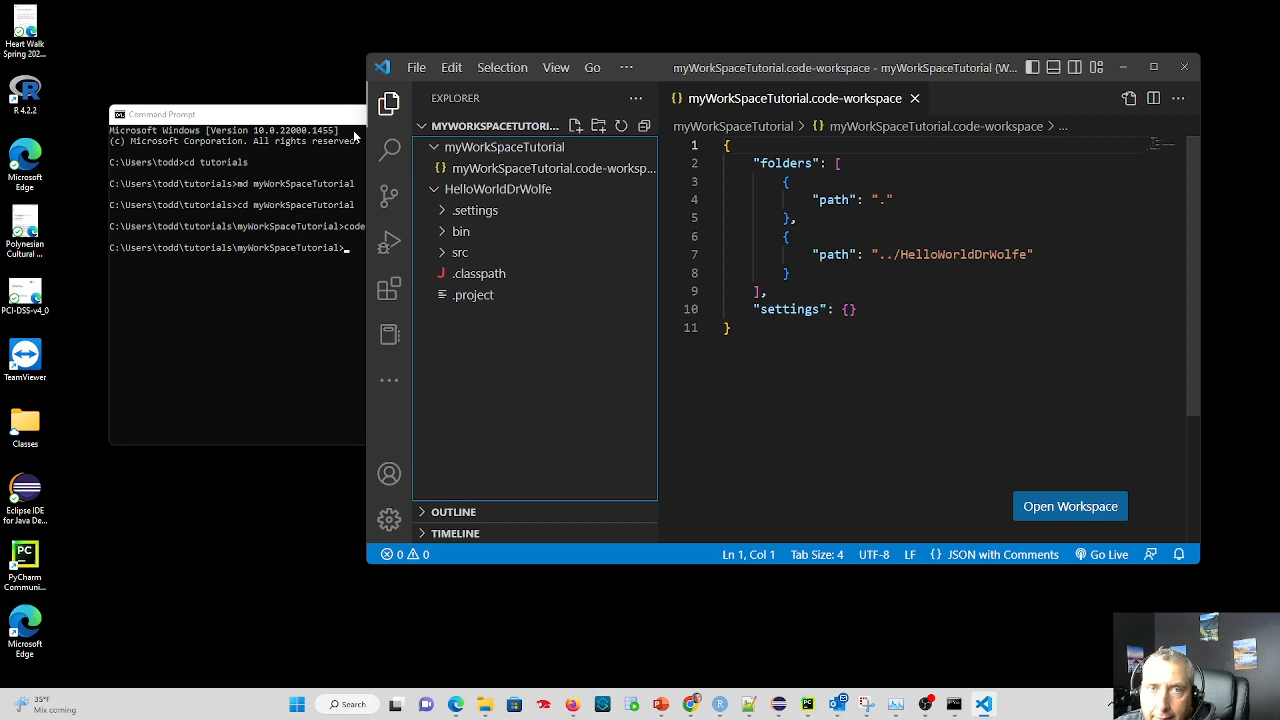 Heart Walk
Spring 202...
R 4.2.2
Microsoft
Edge
Polynesian
Cultural ...
PCI-DSS-v4_0
TeamViewer
Classes
Eclipse IDE
for Java De...
PyCharm
Communi...
Microsoft
Edge
Command Prompt
Microsoft Windows [Version 10.0.22000.1455]
(c) Microsoft Corporation. All rights reserved
C:\Users\todd>cd tutorials
C:\Users\todd\tutorials>md myWorkSpaceTutorial
C:\Users\todd\tutorials>cd myWorkSpaceTutorial
C:\Users\todd\tutorials\myWorkSpaceTutorial>code
C:\Users\todd\tutorials\myWorkSpaceTutorial>
File Edit Selection View Go ...
myWorkSpaceTutorial.code-workspace - myWorkSpaceTutorial (W...
EXPLORER ...
MYWORKSPACETUTORI...
myWorkSpaceTutorial
{} myWorkSpaceTutorial.code-worksp...
HelloWorldDrWolfe
> .settings
> bin
> src
J .classpath
.project
> OUTLINE
> TIMELINE
{} myWorkSpaceTutorial.code-workspace
myWorkSpaceTutorial > {} myWorkSpaceTutorial.code-workspace > ...
1 {
2 "folders": [
3 {
4 "path": "."
5 },
6 {
7 "path": "../HelloWorldDrWolfe"
8 }
9 ],
10 "settings": {}
11 }
Open Workspace
0 0 Ln 1, Col 1 Tab Size: 4 UTF-8 LF {} JSON with Comments Go Live
35°F
Mix coming
Search